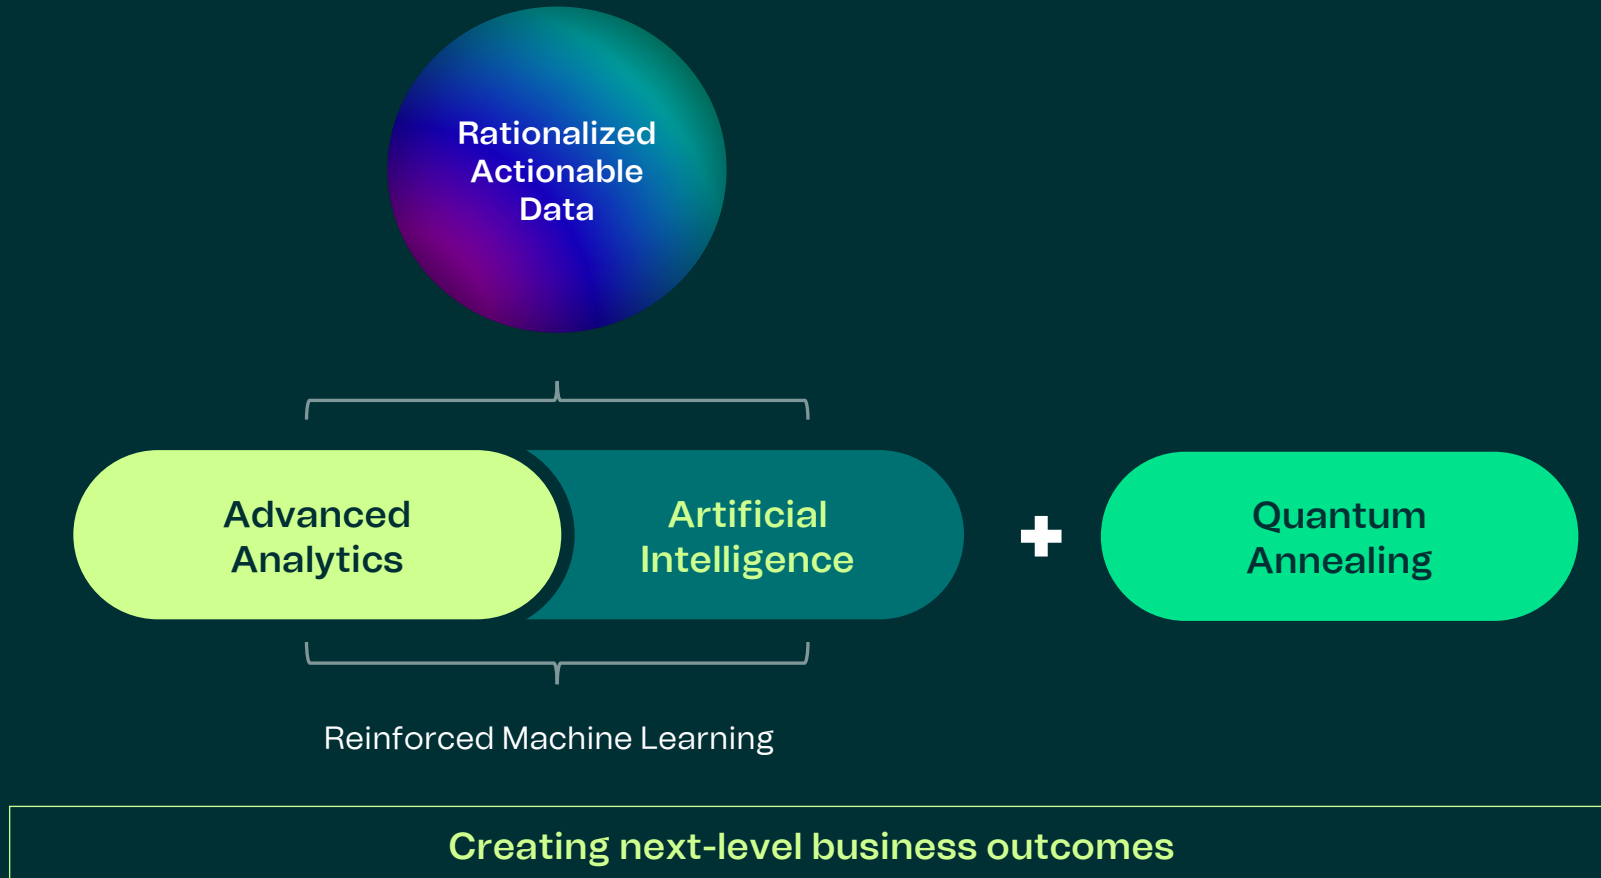 Rationalized
Actionable
Data
Advanced
Analytics
Artificial
Intelligence
Quantum
Annealing
Reinforced Machine Learning
Creating next-level business outcomes